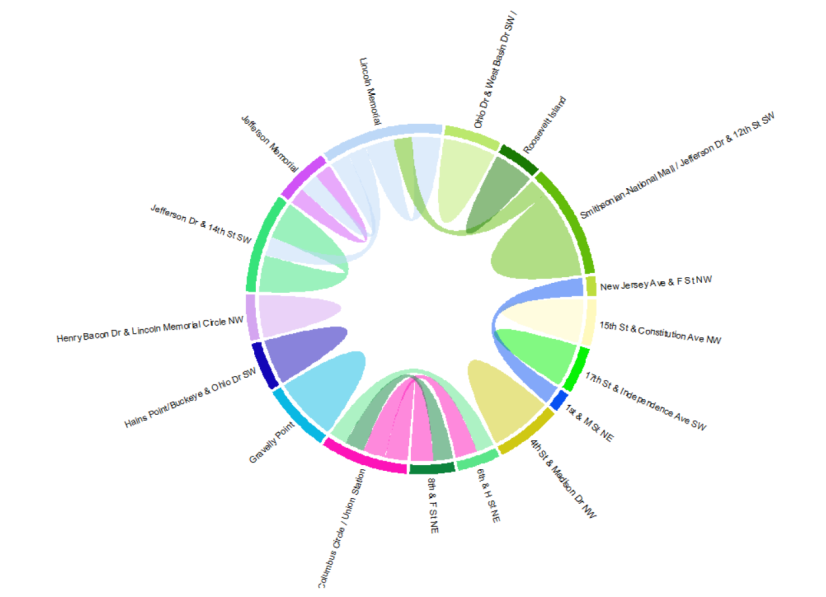 Lincoln Memorial
Ohio Dr & West Basin Dr SW /
Roosevelt Island
Smithsonian-National Mall / Jefferson Dr & 12th St SW
New Jersey Ave & F St NW
15th St & Constitution Ave NW
17th St & Independence Ave SW
1st & M St NE
4th St & Madison Dr NW
6th & H St NE
8th & F St NE
Columbus Circle / Union Station
Gravelly Point
Hains Point/Buckeye & Ohio Dr SW
Henry Bacon Dr & Lincoln Memorial Circle NW
Jefferson Dr & 14th St SW
Jefferson Memorial